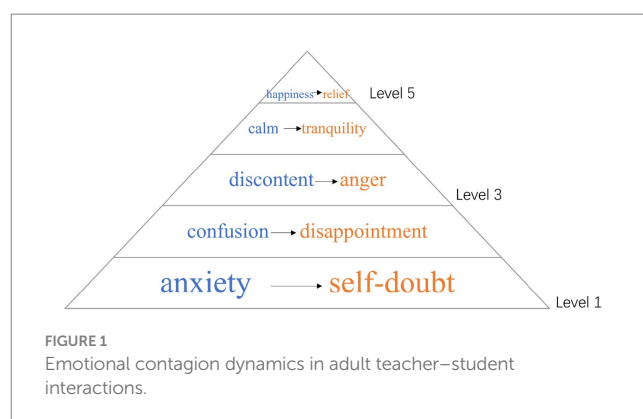 happiness→relief Level 5
calm→tranquility
discontent→anger
Level 3
confusion→disappointment
anxiety→self-doubt
Level 1
FIGURE 1
Emotional contagion dynamics in adult teacher–student
interactions.